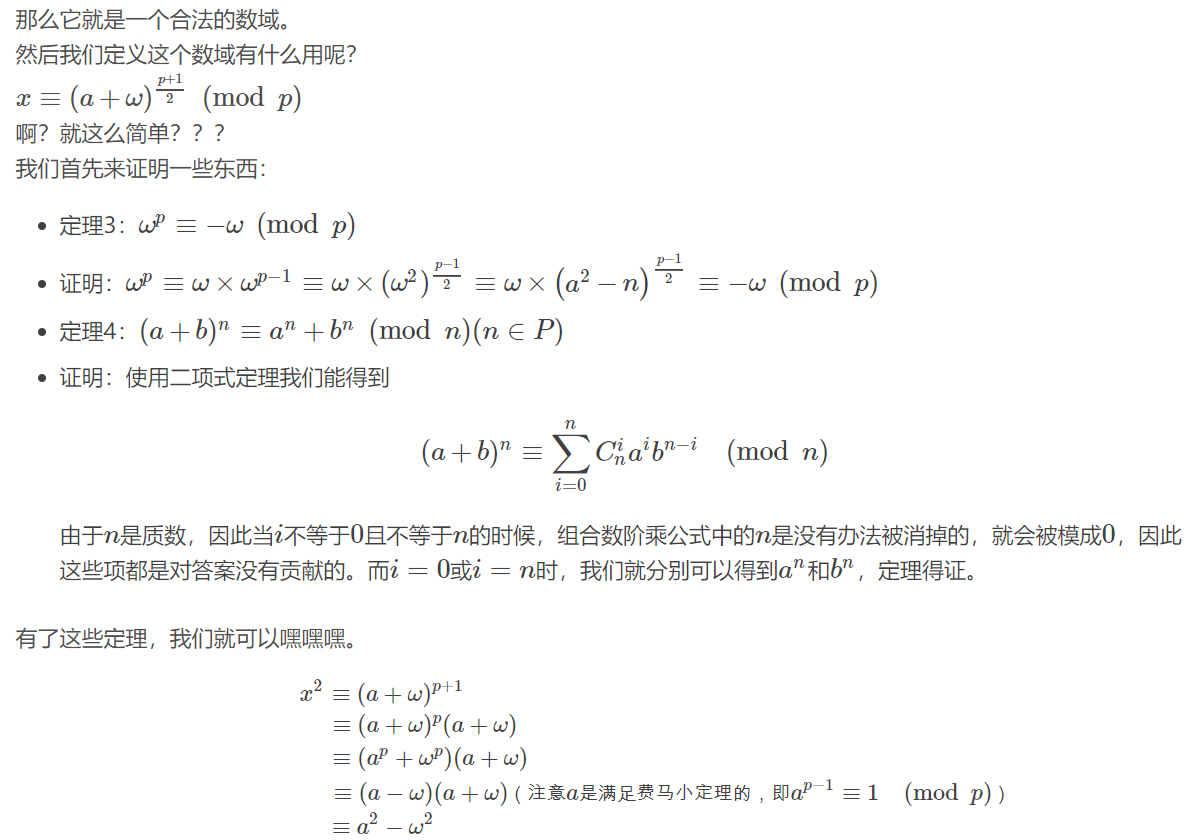 那么它就是一个合法的数域。
然后我们定义这个数域有什么用呢？
$x \equiv (a+\omega)^{\frac{p+1}{2}} \pmod p$
啊？就这么简单？？？
我们首先来证明一些东西：
• 定理3：$\omega^p \equiv -\omega \pmod p$
• 证明：$\omega^p \equiv \omega \times \omega^{p-1} \equiv \omega \times (\omega^2)^{\frac{p-1}{2}} \equiv \omega \times (a^2-n)^{\frac{p-1}{2}} \equiv -\omega \pmod p$
• 定理4：$(a+b)^n \equiv a^n + b^n \pmod n (n \in P)$
• 证明：使用二项式定理我们能得到
$(a+b)^n \equiv \sum_{i=0}^{n} C_n^i a^i b^{n-i} \pmod n$
由于$n$是质数，因此当$i$不等于0且不等于$n$的时候，组合数阶乘公式中的$n$是没有办法被消掉的，就会被模成0，因此
这些项都是对答案没有贡献的。而$i=0$或$i=n$时，我们就分别可以得到$a^n$和$b^n$，定理得证。
有了这些定理，我们就可以嘿嘿嘿。
$x^2 \equiv (a+\omega)^{p+1}$
$\equiv (a+\omega)^p(a+\omega)$
$\equiv (a^p+\omega^p)(a+\omega)$
$\equiv (a-\omega)(a+\omega)$（注意$a$是满足费马小定理的，即$a^{p-1} \equiv 1 \pmod p$）
$\equiv a^2-\omega^2$